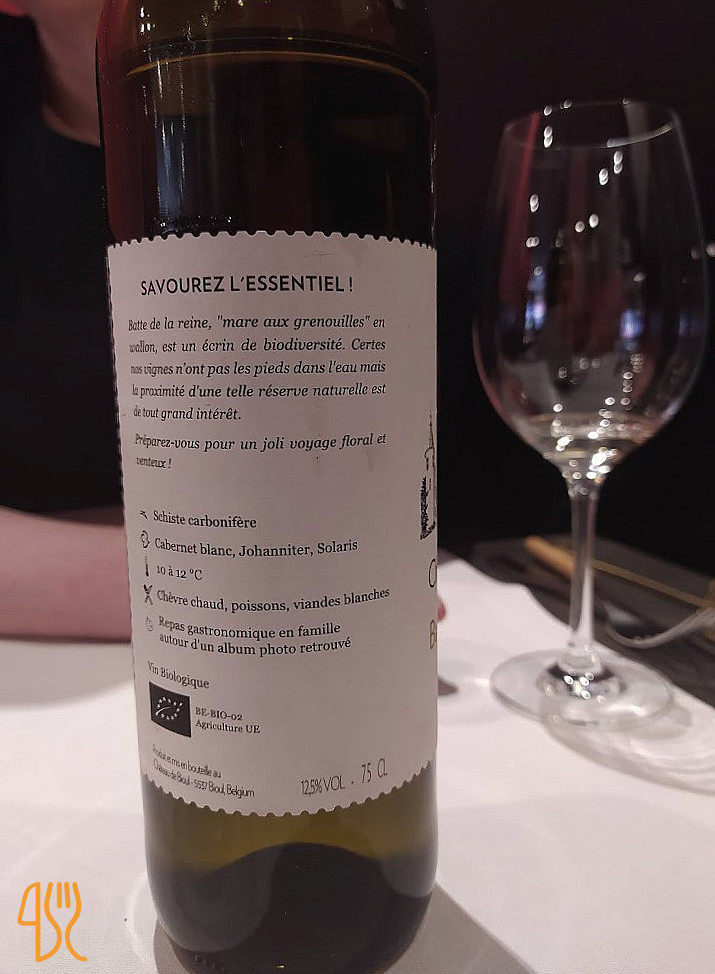 SAVOUREZ L'ESSENTIEL !
Batte de la reine, "mare aux grenouilles" en
wallon, est un écrin de biodiversité. Certes
nos vignes n'ont pas les pieds dans l'eau mais
la proximité d'une telle réserve naturelle est
de tout grand intérêt.
Préparez-vous pour un joli voyage floral et
venteux !
Schiste carbonifère
Cabernet blanc, Johanniter, Solaris
10 à 12 °C
Chèvre chaud, poissons, viandes blanches
Repas gastronomique en famille
autour d'un album photo retrouvé
Vin Biologique
BE-BIO-02
Agriculture UE
Produit et mis en bouteille au
Château de Bioul - 5537 Bioul, Belgium
12,5% VOL . 75 CL